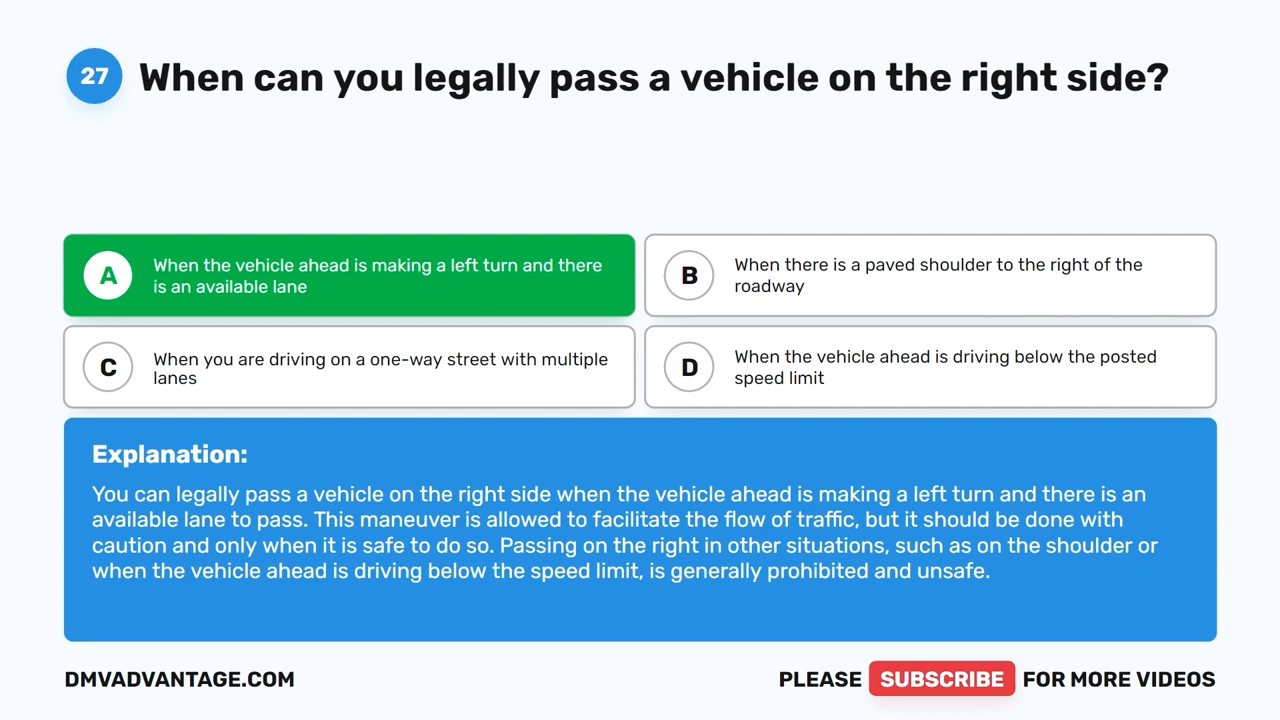 27 When can you legally pass a vehicle on the right side?
A When the vehicle ahead is making a left turn and there
is an available lane
B When there is a paved shoulder to the right of the
roadway
C When you are driving on a one-way street with multiple
lanes
D When the vehicle ahead is driving below the posted
speed limit
Explanation:
You can legally pass a vehicle on the right side when the vehicle ahead is making a left turn and there is an
available lane to pass. This maneuver is allowed to facilitate the flow of traffic, but it should be done with
caution and only when it is safe to do so. Passing on the right in other situations, such as on the shoulder or
when the vehicle ahead is driving below the speed limit, is generally prohibited and unsafe.
DMVADVANTAGE.COM
PLEASE SUBSCRIBE FOR MORE VIDEOS